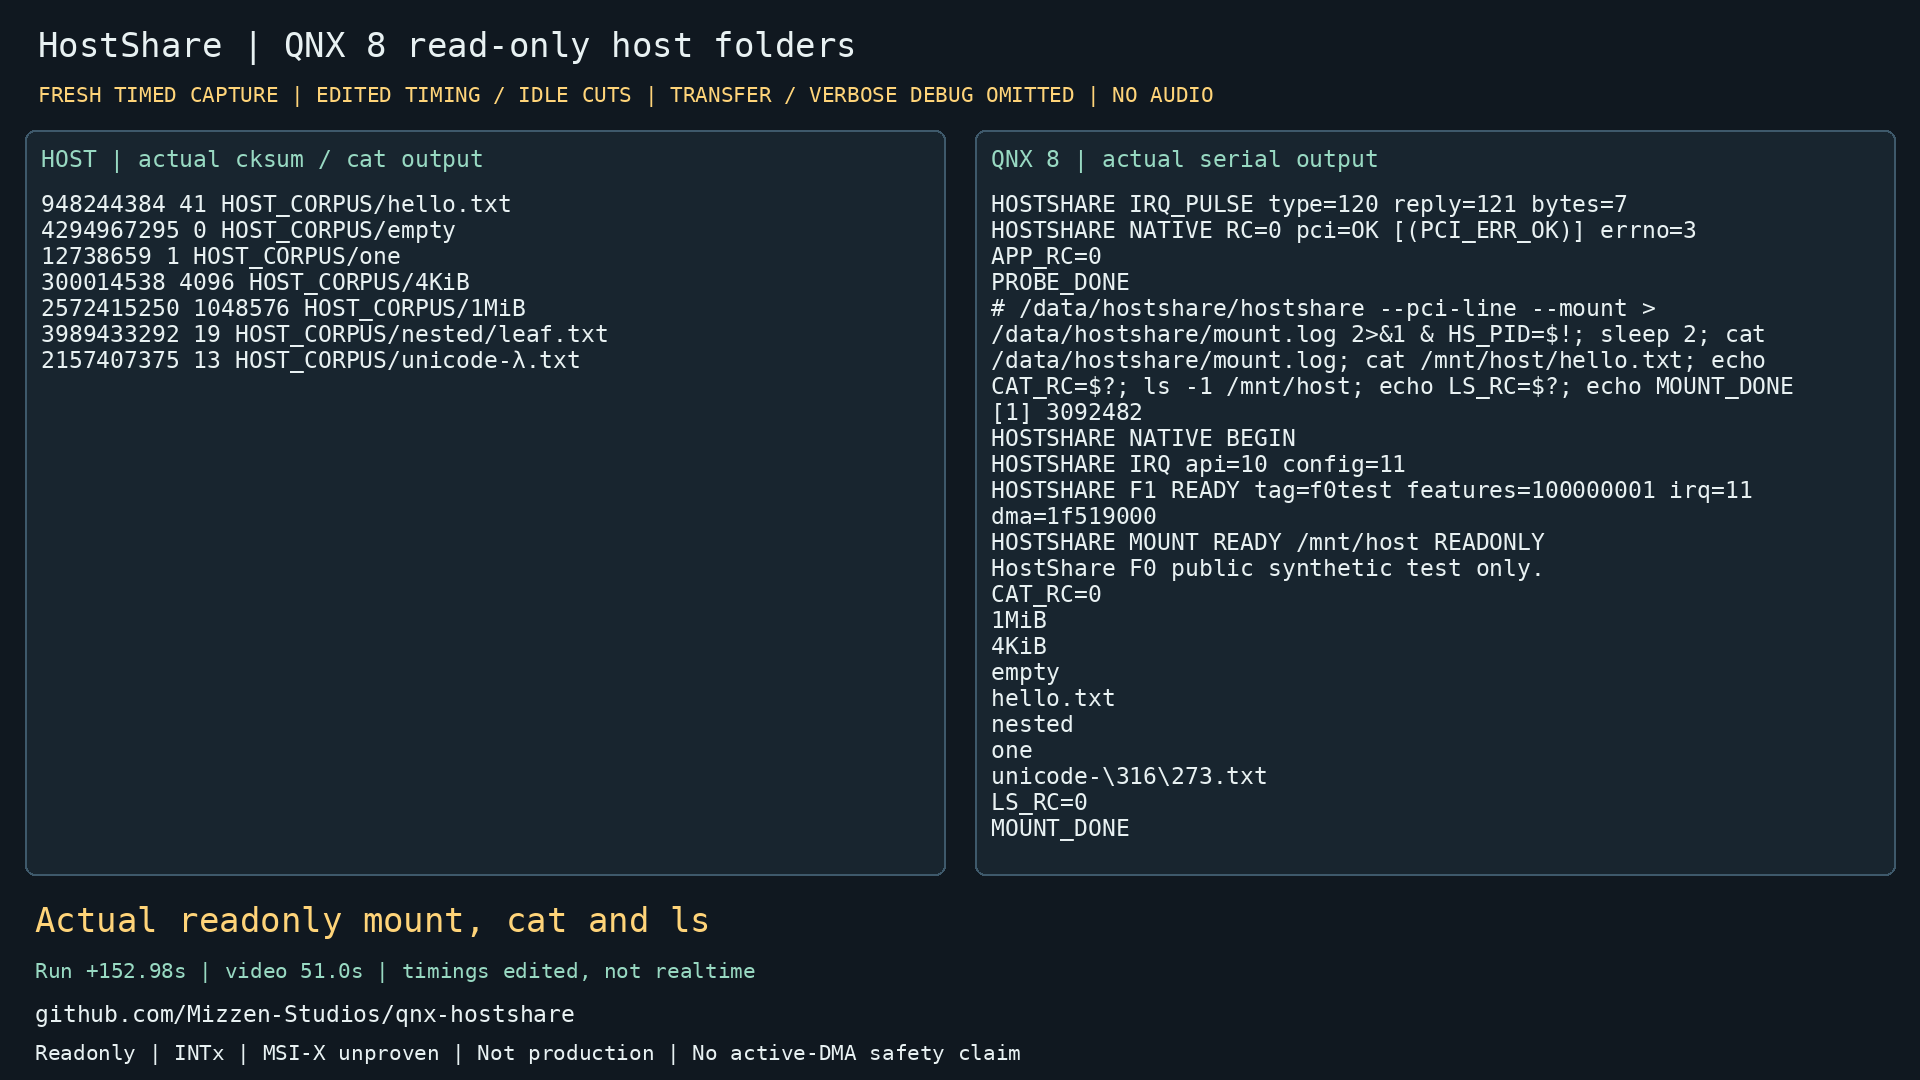 HostShare | QNX 8 read-only host folders
FRESH TIMED CAPTURE | EDITED TIMING / IDLE CUTS | TRANSFER / VERBOSE DEBUG OMITTED | NO AUDIO
HOST | actual cksum / cat output
948244384 41 HOST_CORPUS/hello.txt
4294967295 0 HOST_CORPUS/empty
12738659 1 HOST_CORPUS/one
300014538 4096 HOST_CORPUS/4KiB
2572415250 1048576 HOST_CORPUS/1MiB
3989433292 19 HOST_CORPUS/nested/leaf.txt
2157407375 13 HOST_CORPUS/unicode-λ.txt
QNX 8 | actual serial output
HOSTSHARE IRQ_PULSE type=120 reply=121 bytes=7
HOSTSHARE NATIVE RC=0 pci=OK [(PCI_ERR_OK)] errno=3
APP_RC=0
PROBE_DONE
# /data/hostshare/hostshare --pci-line --mount >
/data/hostshare/mount.log 2>&1 & HS_PID=$!; sleep 2; cat
/data/hostshare/mount.log; cat /mnt/host/hello.txt; echo
CAT_RC=$?; ls -1 /mnt/host; echo LS_RC=$?; echo MOUNT_DONE
[1] 3092482
HOSTSHARE NATIVE BEGIN
HOSTSHARE IRQ api=10 config=11
HOSTSHARE F1 READY tag=f0test features=100000001 irq=11
dma=1f519000
HOSTSHARE MOUNT READY /mnt/host READONLY
HostShare F0 public synthetic test only.
CAT_RC=0
1MiB
4KiB
empty
hello.txt
nested
one
unicode-\316\273.txt
LS_RC=0
MOUNT_DONE
Actual readonly mount, cat and ls
Run +152.98s | video 51.0s | timings edited, not realtime
github.com/Mizzen-Studios/qnx-hostshare
Readonly | INTx | MSI-X unproven | Not production | No active-DMA safety claim